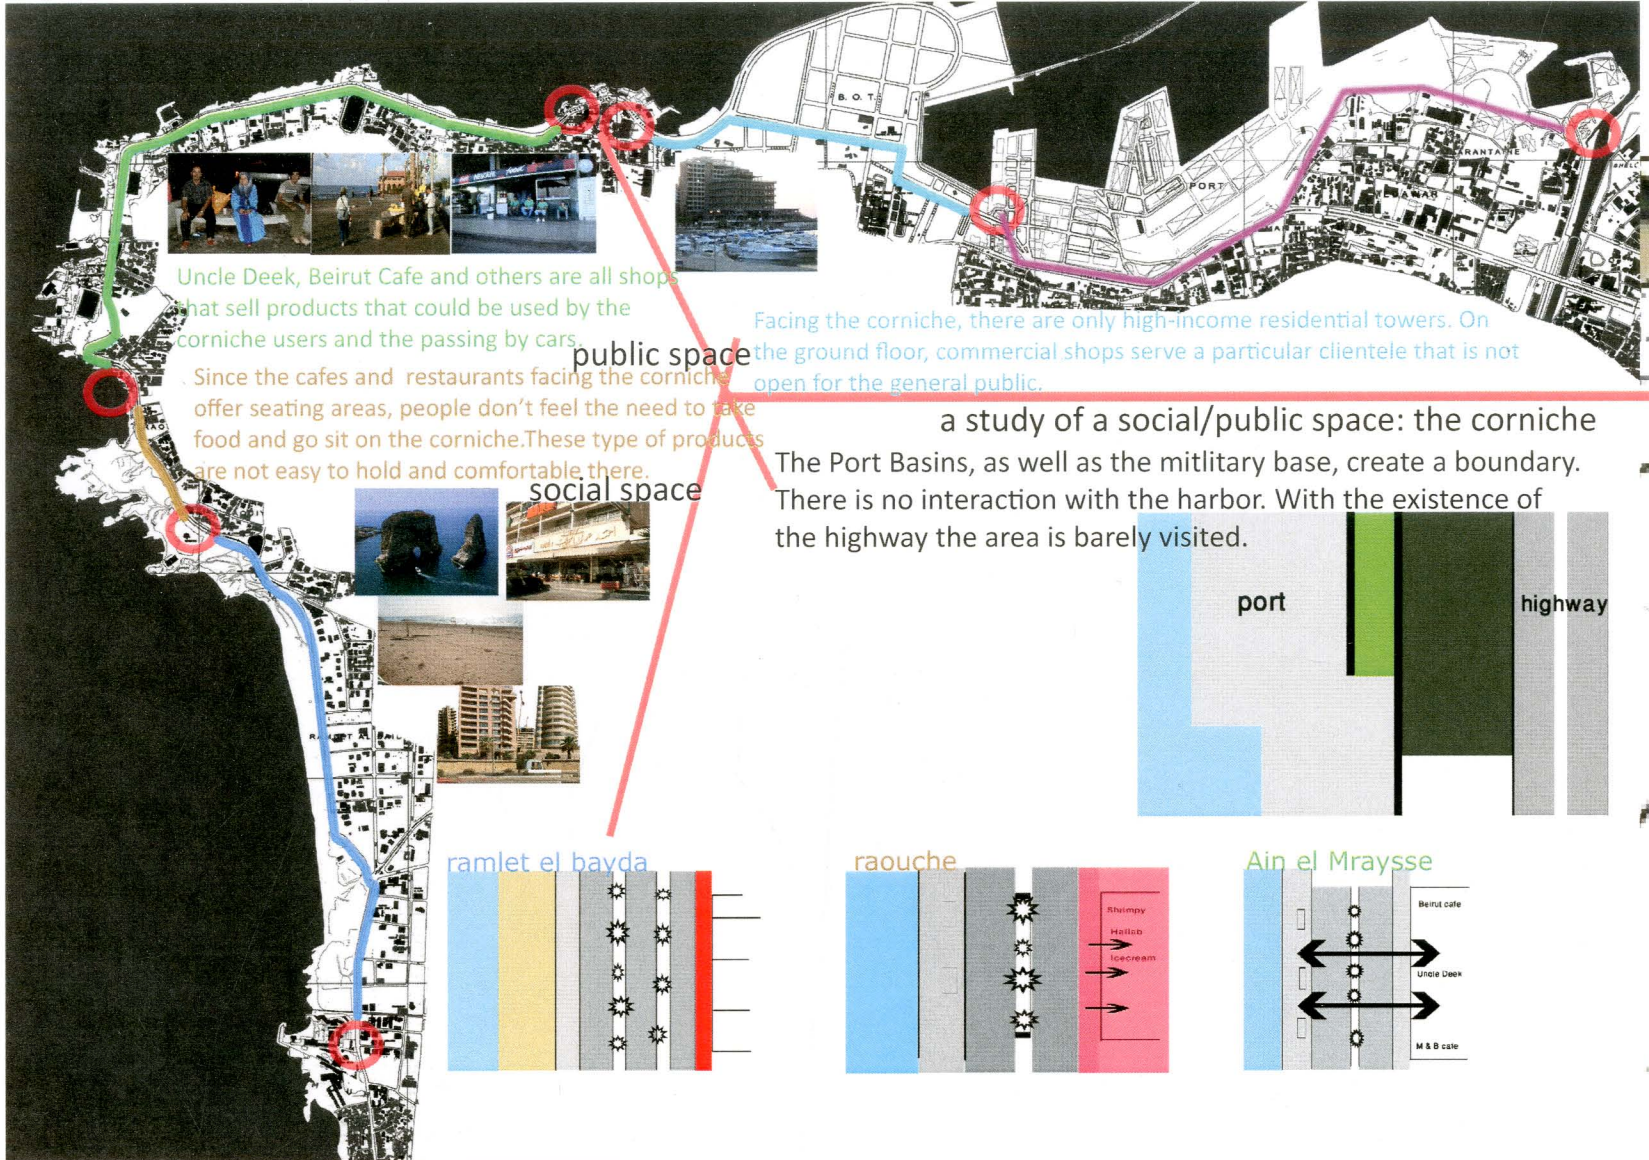 B. O. T.
PORT
Uncle Deek, Beirut Cafe and others are all shops
that sell products that could be used by the
corniche users and the passing by cars.
public space
Since the cafes and restaurants facing the corniche
offer seating areas, people don't feel the need to take
food and go sit on the corniche.These type of products
are not easy to hold and comfortable there.
social space
Facing the corniche, there are only high-income residential towers. On
the ground floor, commercial shops serve a particular clientele that is not
open for the general public.
a study of a social/public space: the corniche
The Port Basins, as well as the mitlitary base, create a boundary.
There is no interaction with the harbor. With the existence of
the highway the area is barely visited.
port
highway
ramlet el bayda
raouche
Shrimpy
Hallab
Icecream
Ain el Mraysse
Beirut cafe
Uncle Deek
M & B cafe